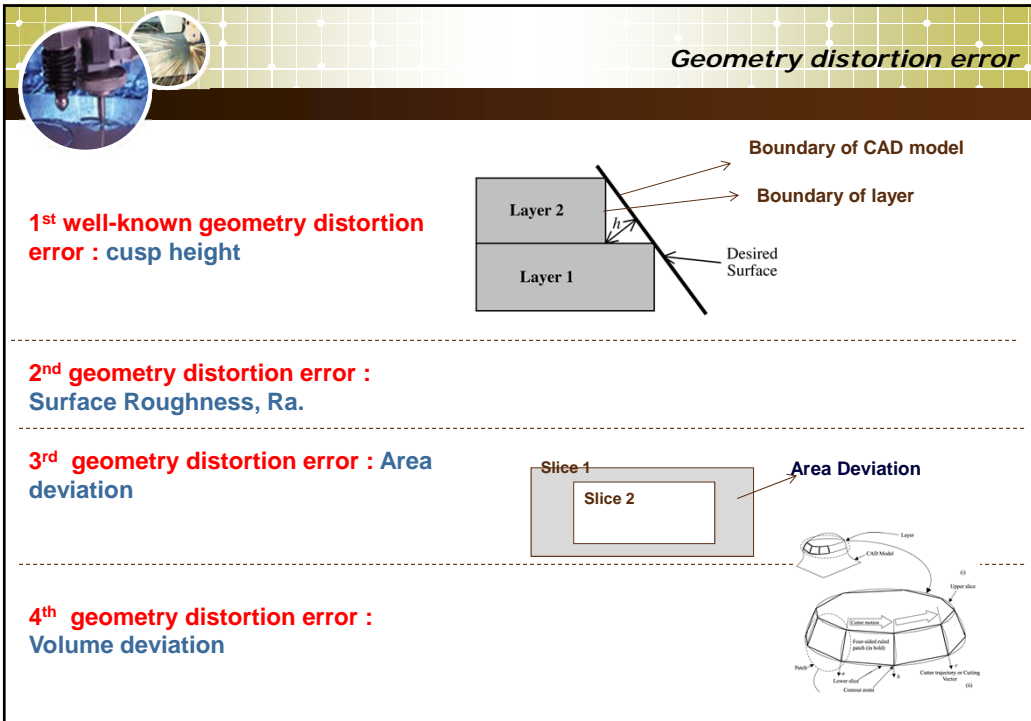 Geometry distortion error
Boundary of CAD model
Boundary of layer
1st well-known geometry distortion
error : cusp height
Layer 2
h
Layer 1
Desired
Surface
2nd geometry distortion error :
Surface Roughness, Ra.
3rd geometry distortion error : Area
deviation
Slice 1
Slice 2
Area Deviation
Layer
CAD Model
(i)
Upper slice
4th geometry distortion error :
Volume deviation
Cutter motion
Four-sided ruled
patch (in bold)
Patch
a
Lower slice
Contour point
b
c
Cutter trajectory or Cutting
Vector
(ii)